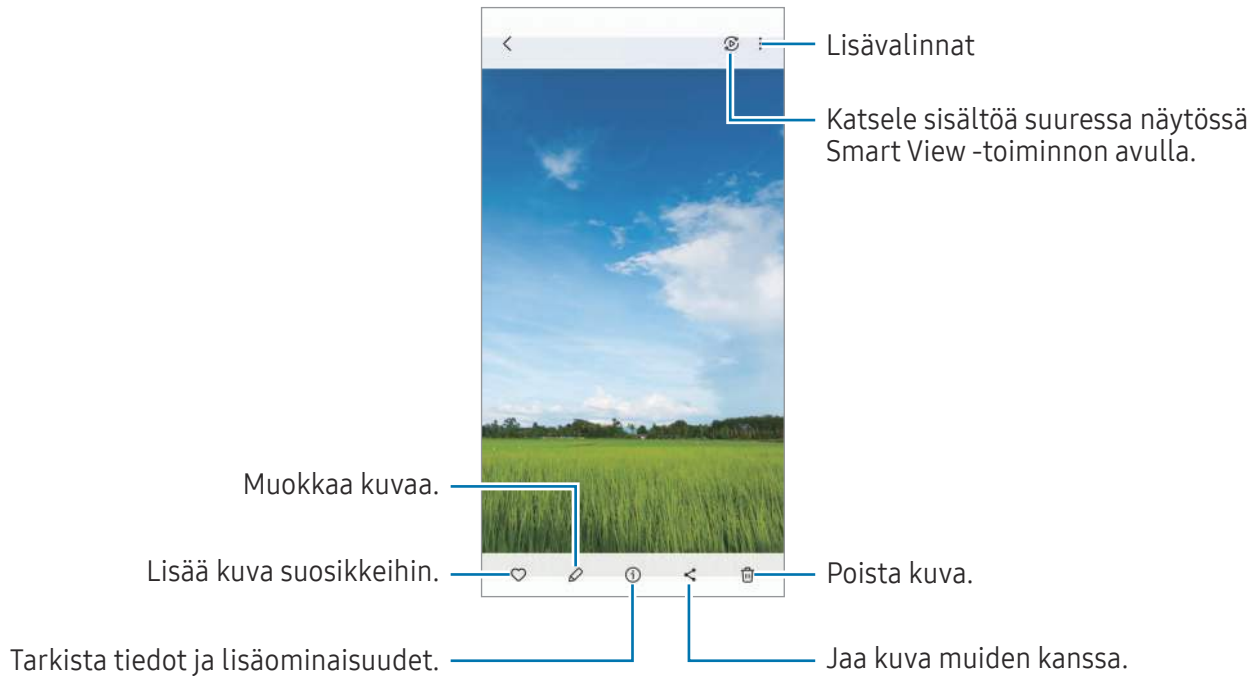 Lisävalinnat
Katsele sisältöä suuressa näytössä
Smart View -toiminnon avulla.
Muokkaa kuvaa.
Lisää kuva suosikkeihin.
Poista kuva.
Tarkista tiedot ja lisäominaisuudet.
Jaa kuva muiden kanssa.